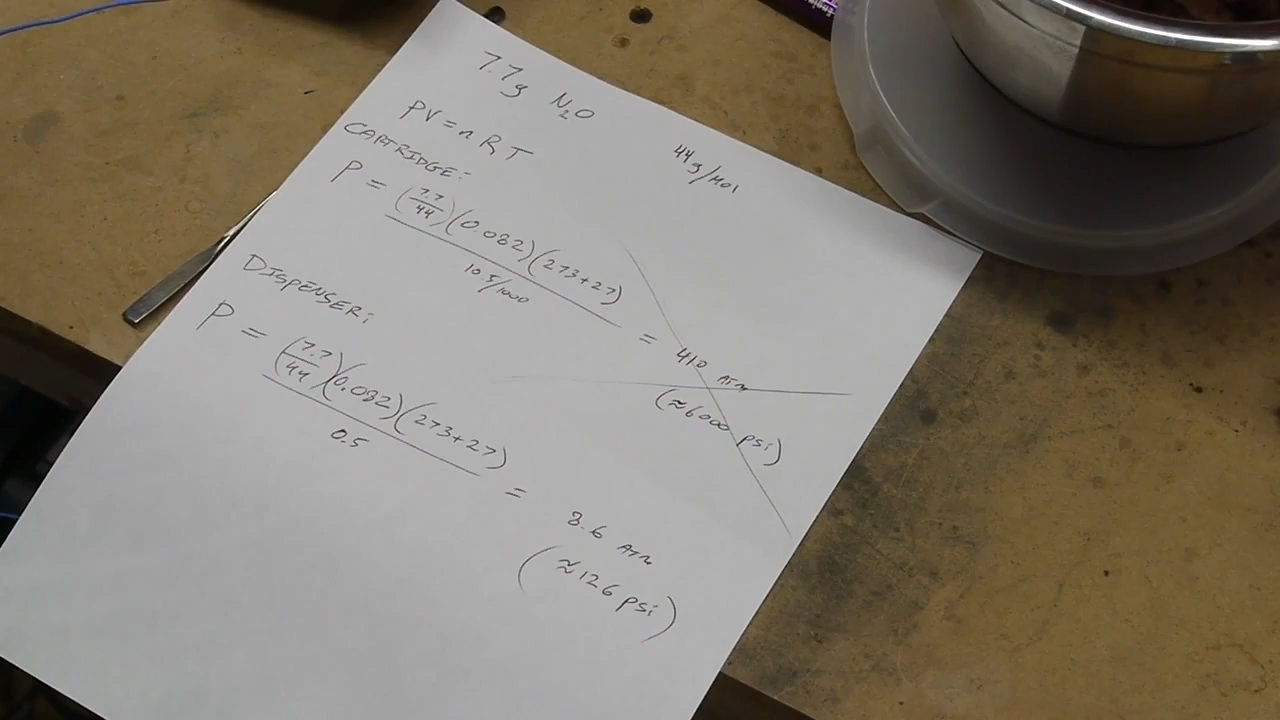 7.7g N₂O
44g/mol
PV=nRT
CARTRIDGE:
P = (7.7/44)(0.082)(273+27) / 10.5/1000 = 410 ATM
(≈6000 psi)
DISPENSER:
P = (7.7/44)(0.082)(273+27) / 0.5 = 8.6 ATM
(≈126 psi)